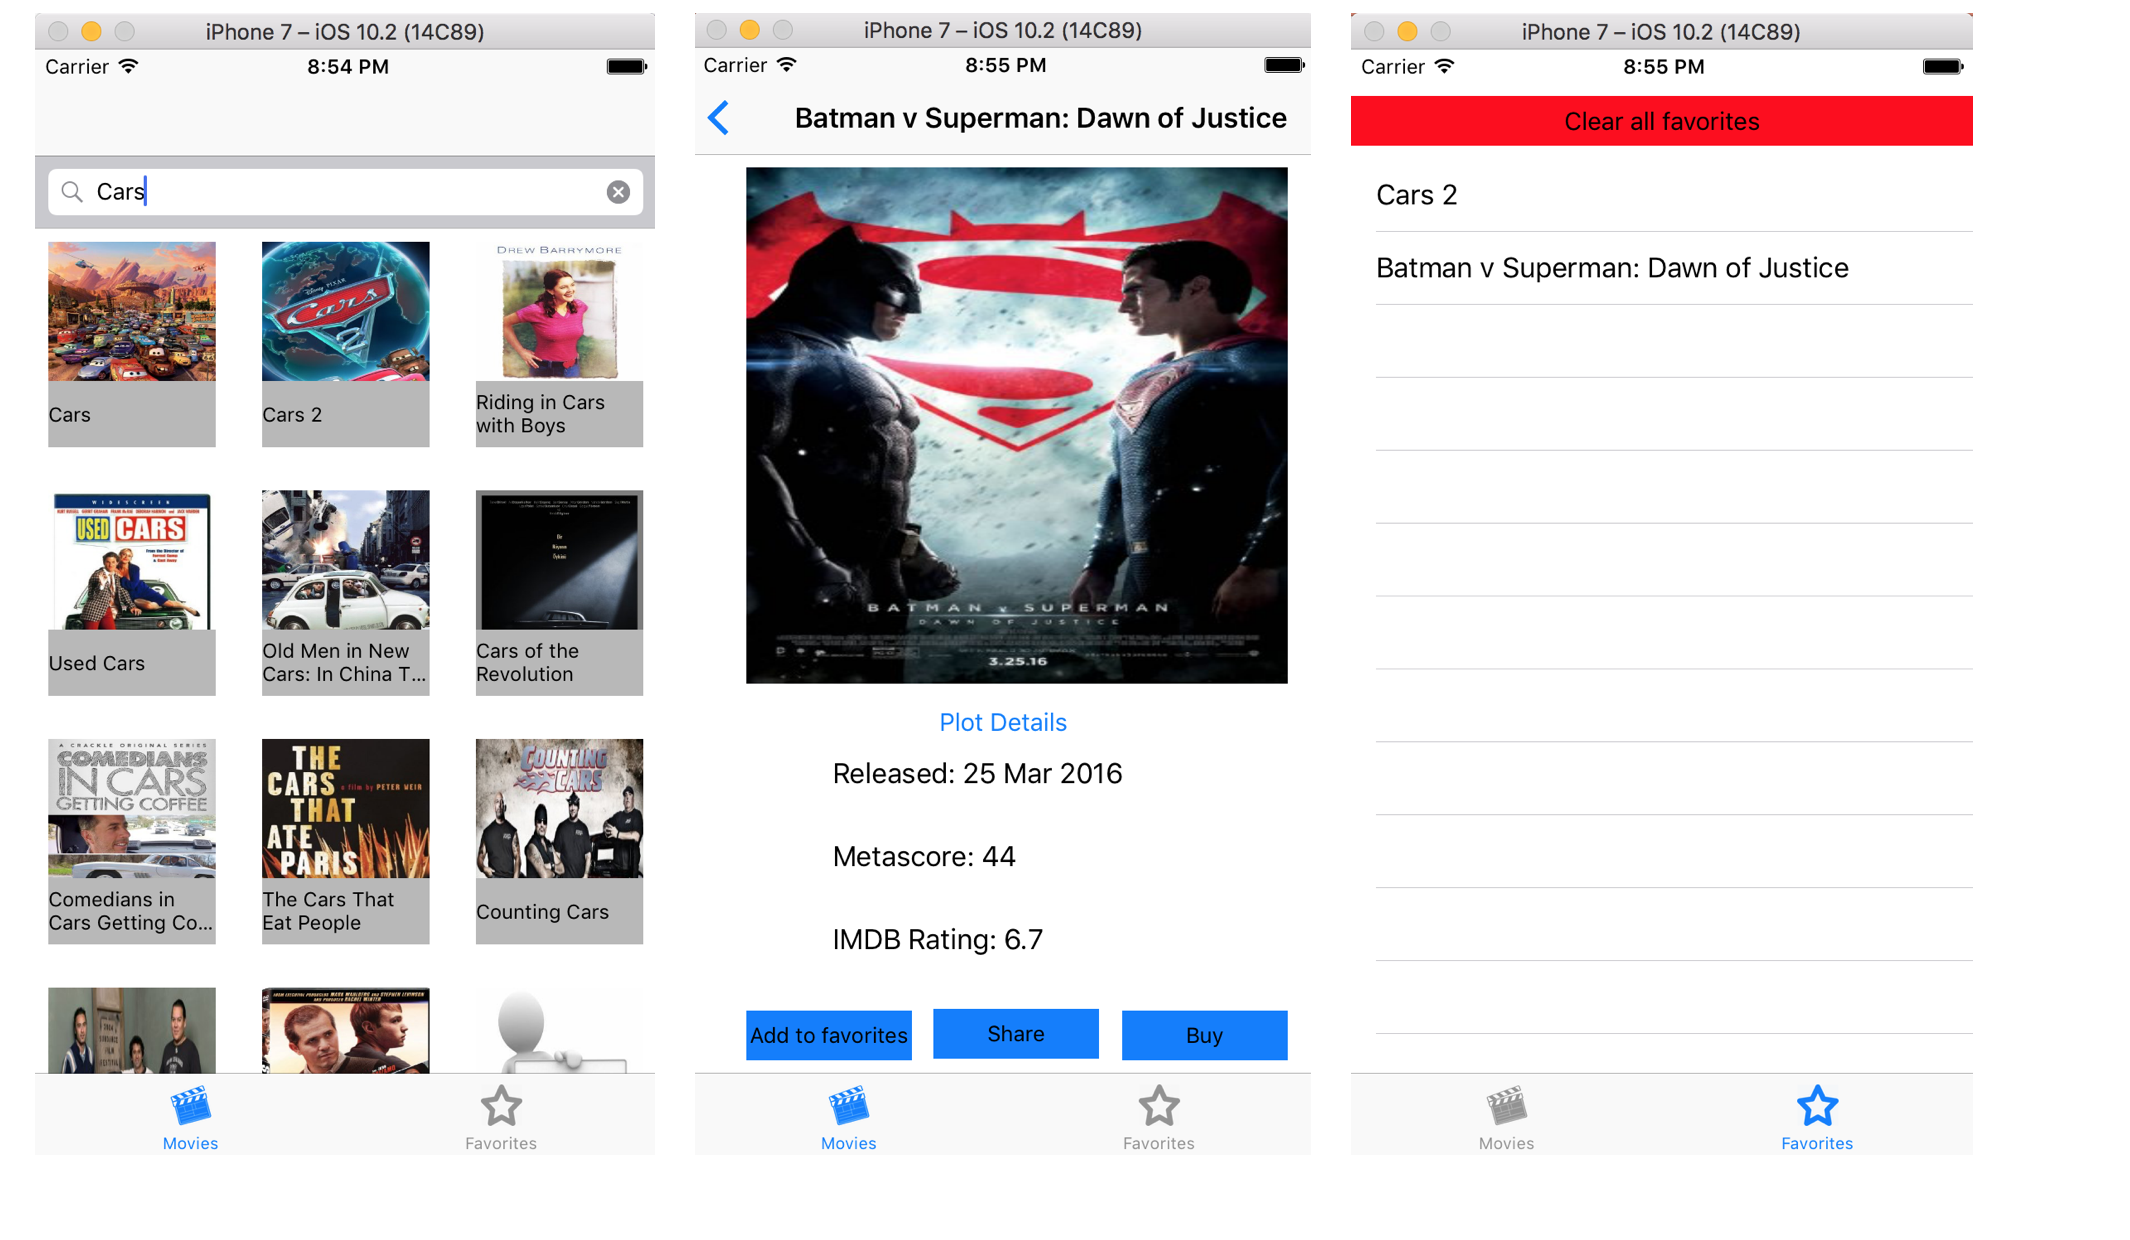 iPhone 7 – iOS 10.2 (14C89)
Carrier
8:54 PM
Cars
DREW BARRYMORE
DISNEY PIXAR
Cars
2
Cars
Cars 2
Riding in Cars
with Boys
WIDESCREEN
USED CARS
Used Cars
Old Men in New
Cars: In China T...
Bir
Cars of the
Revolution
A CRACKLE ORIGINAL SERIES
COMEDIANS
IN CARS
GETTING COFFEE
THE
CARS
a film by PETER WEIR
THAT
ATE
PARIS
COUNTING
CARS
Comedians in
Cars Getting Co...
The Cars That
Eat People
Counting Cars
Movies
Favorites
iPhone 7 – iOS 10.2 (14C89)
Carrier
8:55 PM
Batman v Superman: Dawn of Justice
BATMAN v SUPERMAN
DAWN OF JUSTICE
3.25.16
Plot Details
Released: 25 Mar 2016
Metascore: 44
IMDB Rating: 6.7
Add to favorites
Share
Buy
Movies
Favorites
iPhone 7 – iOS 10.2 (14C89)
Carrier
8:55 PM
Clear all favorites
Cars 2
Batman v Superman: Dawn of Justice
Movies
Favorites